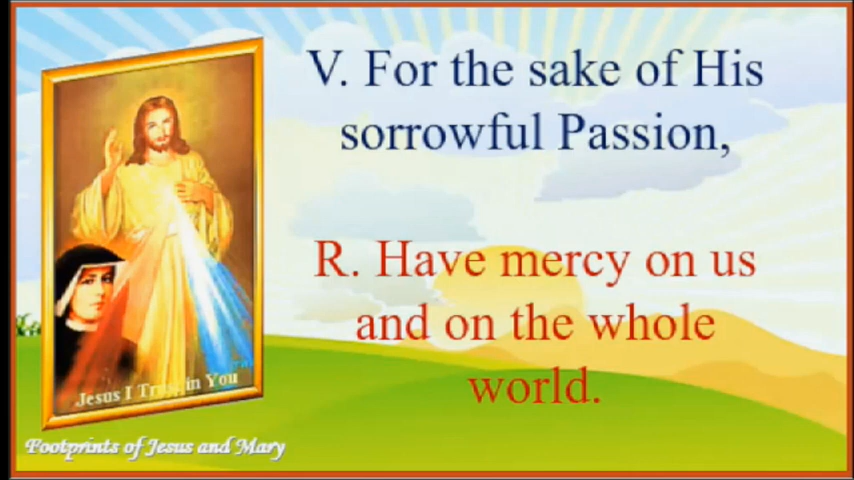 V. For the sake of His
sorrowful Passion,
R. Have mercy on us
and on the whole
world.
Jesus I Trust in You
Footprints of Jesus and Mary